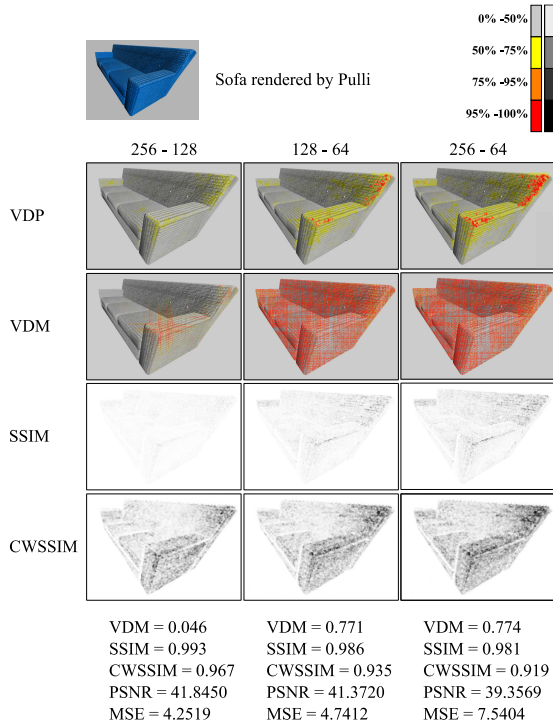 0% -50%
50% -75%
Sofa rendered by Pulli
75% -95%
95% -100%
256 - 128 128 - 64 256 - 64
VDP
VDM
SSIM
CWSSIM
VDM = 0.046 VDM = 0.771 VDM = 0.774
SSIM = 0.993 SSIM = 0.986 SSIM = 0.981
CWSSIM = 0.967 CWSSIM = 0.935 CWSSIM = 0.919
PSNR = 41.8450 PSNR = 41.3720 PSNR = 39.3569
MSE = 4.2519 MSE = 4.7412 MSE = 7.5404